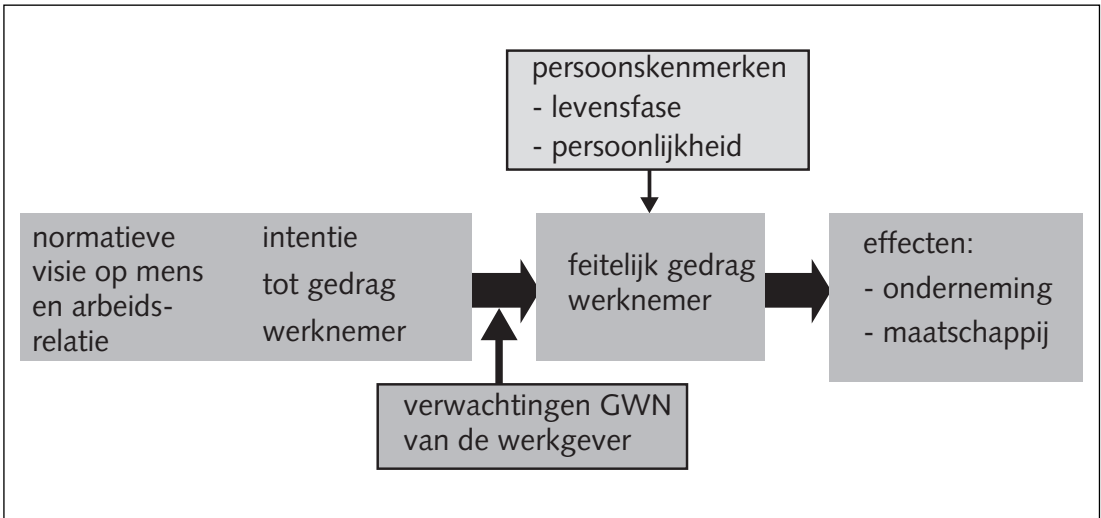 persoonskenmerken
- levensfase
- persoonlijkheid
normatieve
visie op mens
en arbeids-
relatie
intentie
tot gedrag
werknemer
feitelijk gedrag
werknemer
effecten:
- onderneming
- maatschappij
verwachtingen GWN
van de werkgever